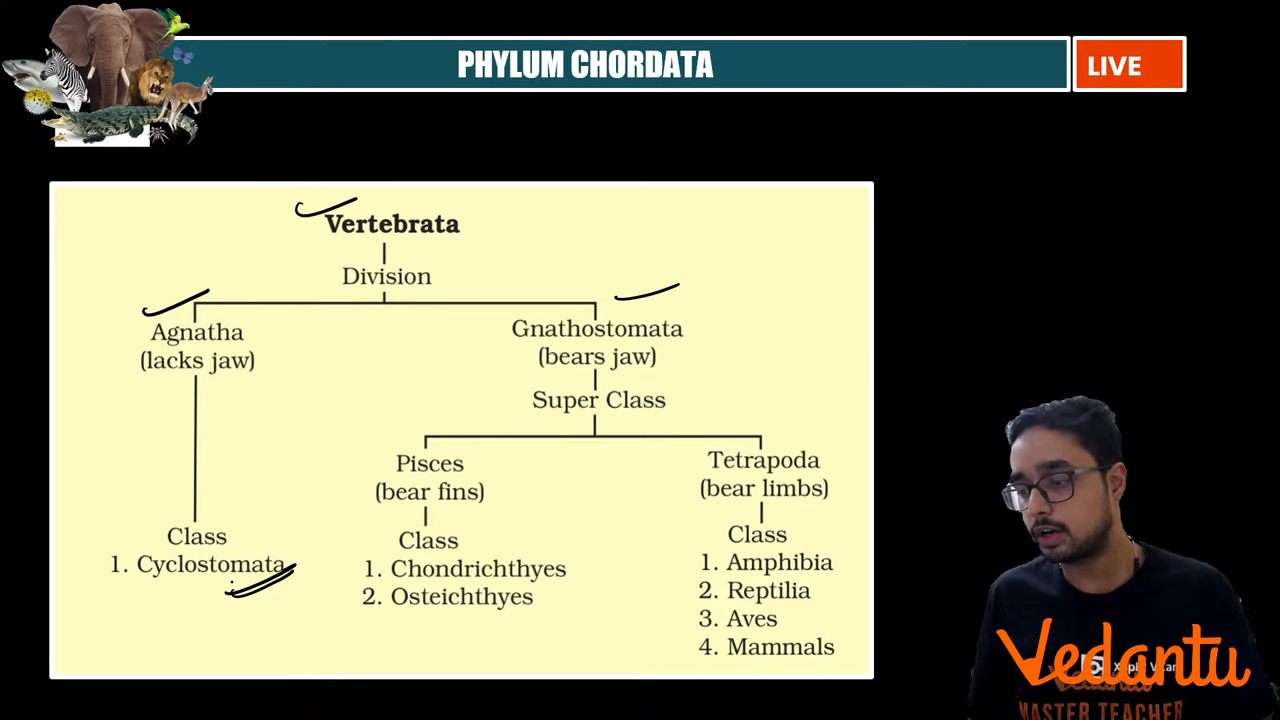 PHYLUM CHORDATA
LIVE
Vertebrata
Division
Agnatha
(lacks jaw)
Gnathostomata
(bears jaw)
Super Class
Pisces
(bear fins)
Tetrapoda
(bear limbs)
Class
1. Cyclostomata
Class
1. Chondrichthyes
2. Osteichthyes
Class
1. Amphibia
2. Reptilia
3. Aves
4. Mammals
Vedantu
MASTER TEACHER